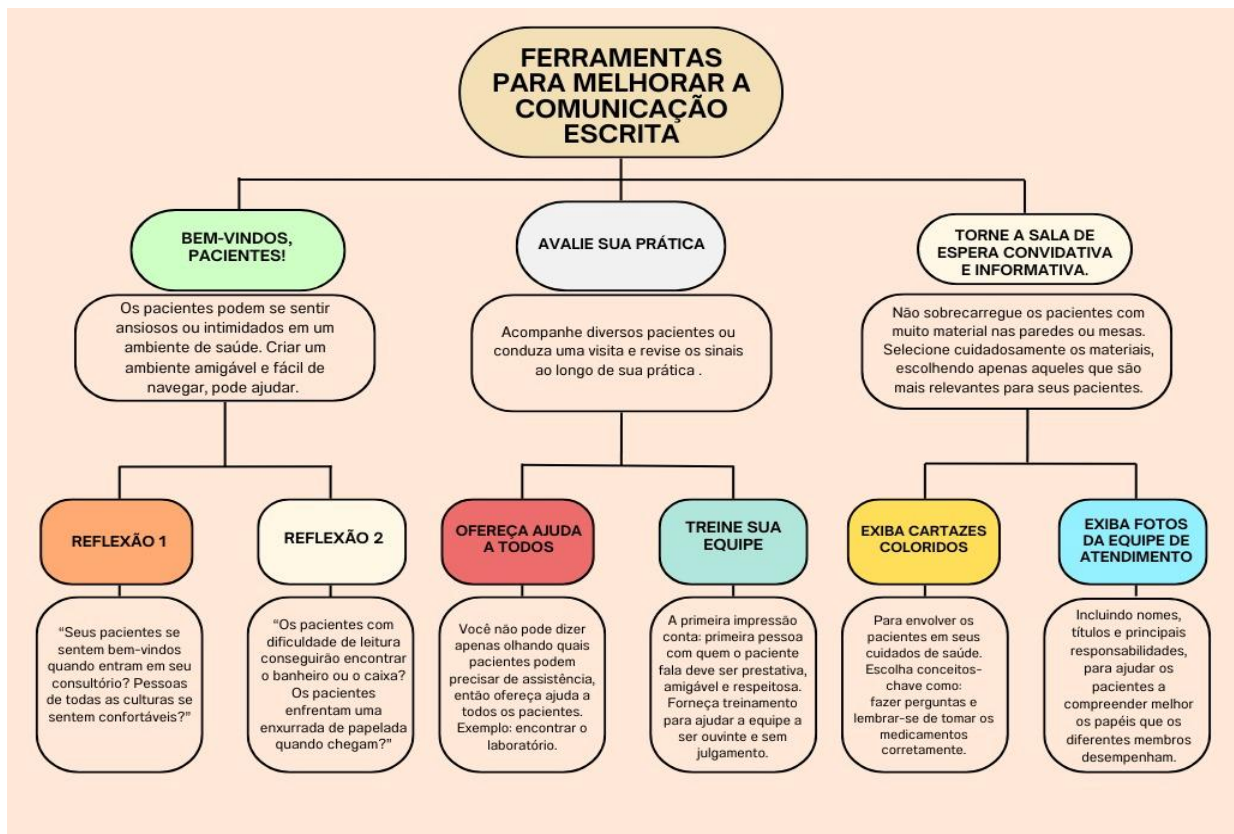 FERRAMENTAS
PARA MELHORAR A
COMUNICAÇÃO
ESCRITA
BEM-VINDOS,
PACIENTES!
Os pacientes podem se sentir
ansiosos ou intimidados em um
ambiente de saúde. Criar um
ambiente amigável e fácil de
navegar, pode ajudar.
AVALIE SUA PRÁTICA
Acompanhe diversos pacientes ou
conduza uma visita e revise os sinais
ao longo de sua prática .
TORNE A SALA DE
ESPERA CONVIDATIVA
E INFORMATIVA.
Não sobrecarregue os pacientes com
muito material nas paredes ou mesas.
Selecione cuidadosamente os materiais,
escolhendo apenas aqueles que são
mais relevantes para seus pacientes.
REFLEXÃO 1
“Seus pacientes se
sentem bem-vindos
quando entram em seu
consultório? Pessoas
de todas as culturas se
sentem confortáveis?”
REFLEXÃO 2
“Os pacientes com
dificuldade de leitura
conseguirão encontrar
o banheiro ou o caixa?
Os pacientes
enfrentam uma
enxurrada de papelada
quando chegam?”
OFEREÇA AJUDA
A TODOS
Você não pode dizer
apenas olhando quais
pacientes podem
precisar de assistência,
então ofereça ajuda a
todos os pacientes.
Exemplo: encontrar o
laboratório.
TREINE SUA
EQUIPE
A primeira impressão
conta: primeira pessoa
com quem o paciente
fala deve ser prestativa,
amigável e respeitosa.
Forneça treinamento
para ajudar a equipe a
ser ouvinte e sem
julgamento.
EXIBA CARTAZES
COLORIDOS
Para envolver os
pacientes em seus
cuidados de saúde.
Escolha conceitos-
chave como:
fazer perguntas e
lembrar-se de tomar os
medicamentos
corretamente.
EXIBA FOTOS
DA EQUIPE DE
ATENDIMENTO
Incluindo nomes,
títulos e principais
responsabilidades,
para ajudar os
pacientes a
compreender melhor
os papéis que os
diferentes membros
desempenham.